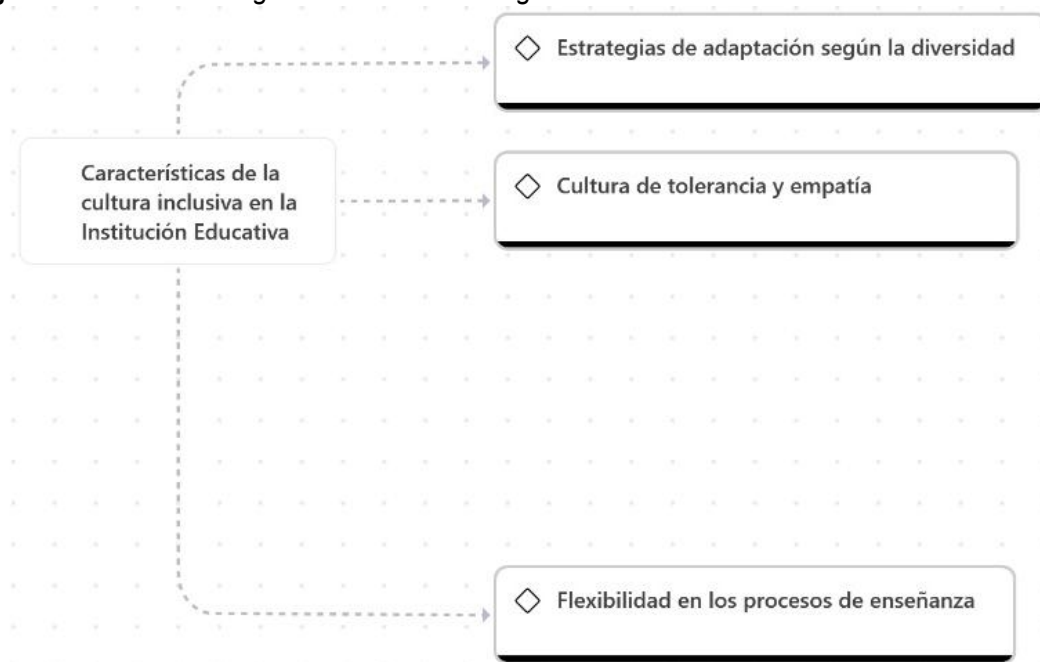 Estrategias de adaptación según la diversidad
Característicás de la
cultura inclusiva en la
Institución Educativa
Cultura de tolerancia y empatía
Flexibilidad en los procesos de enseñanza